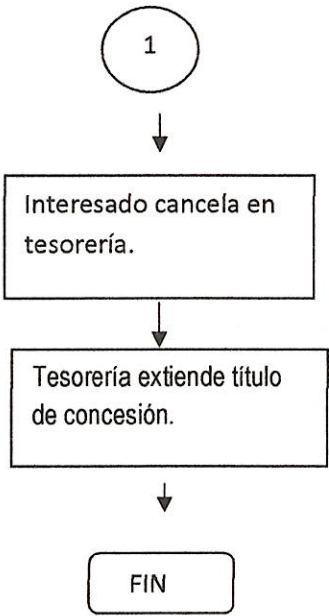 1
Interesado cancela en
tesorería.
Tesorería extiende título
de concesión.
FIN